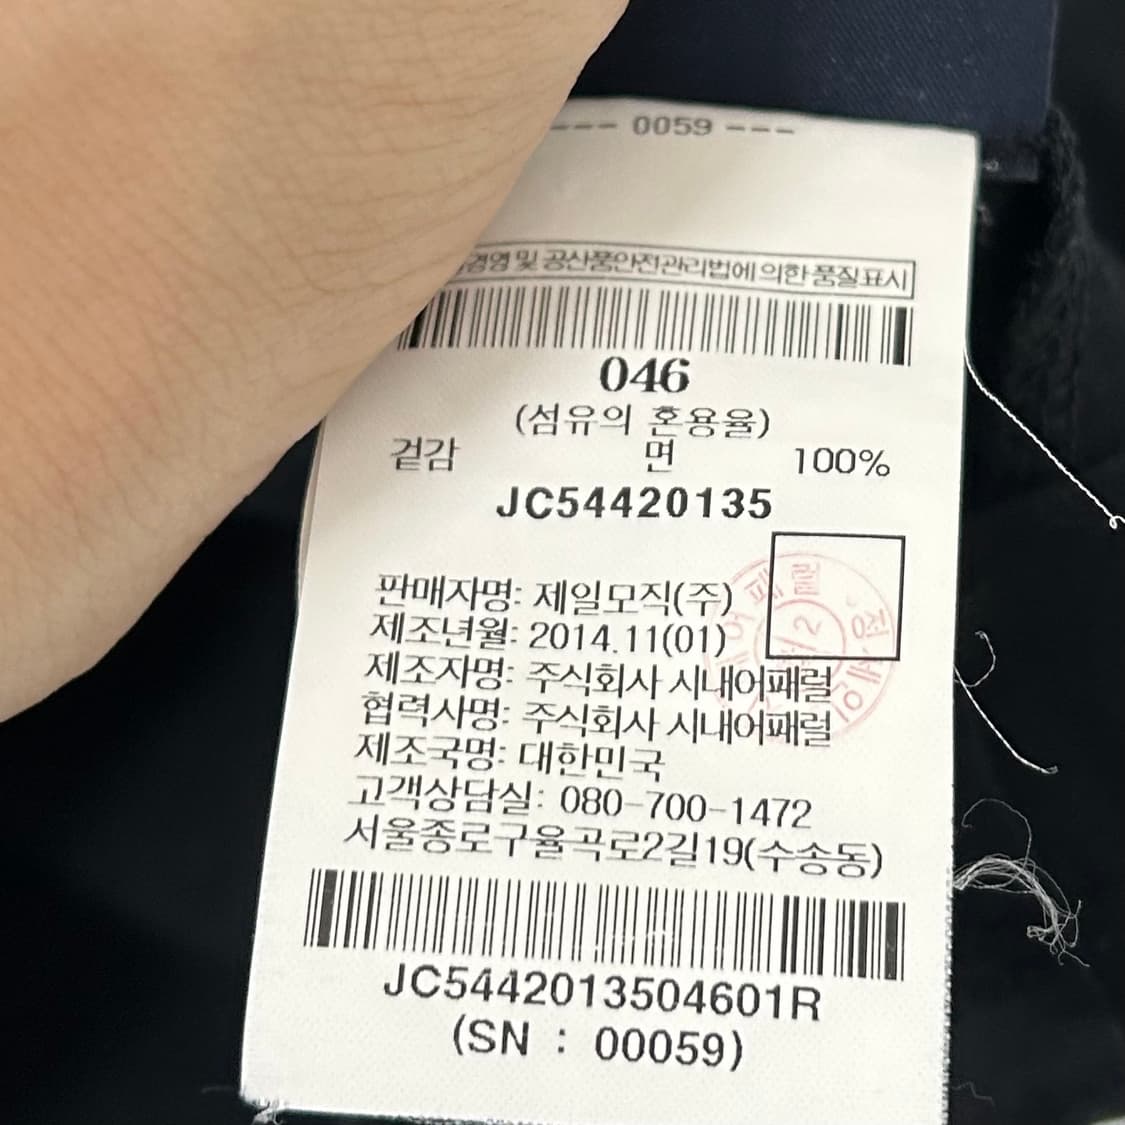 --- 0059 ---
경영 및 공산품안전관리법에 의한 품질표시
046
(섬유의 혼용율)
겉감 면 100%
JC54420135
판매자명: 제일모직(주)
제조년월: 2014.11(01)
제조자명: 주식회사 시내어패럴
협력사명: 주식회사 시내어패럴
제조국명: 대한민국
고객상담실: 080-700-1472
서울종로구율곡로2길19(수송동)
JC5442013504601R
(SN : 00059)